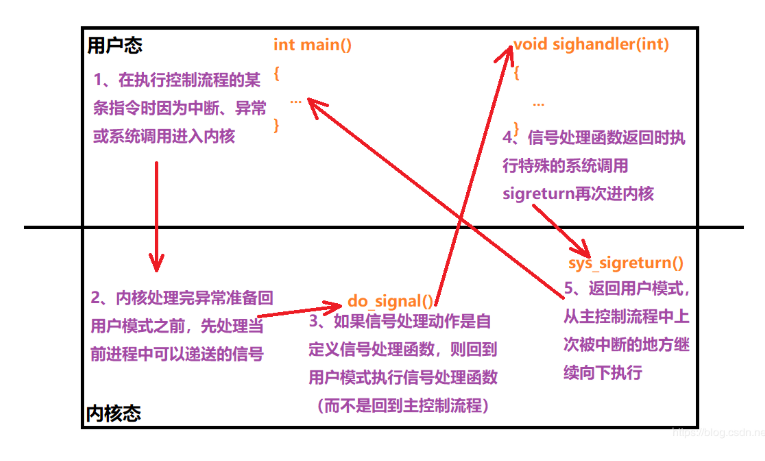 用户态
int main()
{
...
}
1、在执行控制流程的某
条指令时因为中断、异常
或系统调用进入内核
void sighandler(int)
{
...
}
4、信号处理函数返回时执
行特殊的系统调用
sigreturn再次进内核
2、内核处理完异常准备回
用户模式之前，先处理当
前进程中可以递送的信号
do_signal()
3、如果信号处理动作是自
定义信号处理函数，则回到
用户模式执行信号处理函数
（而不是回到主控制流程）
sys_sigreturn()
5、返回用户模式，
从主控制流程中上
次被中断的地方继
续向下执行
内核态